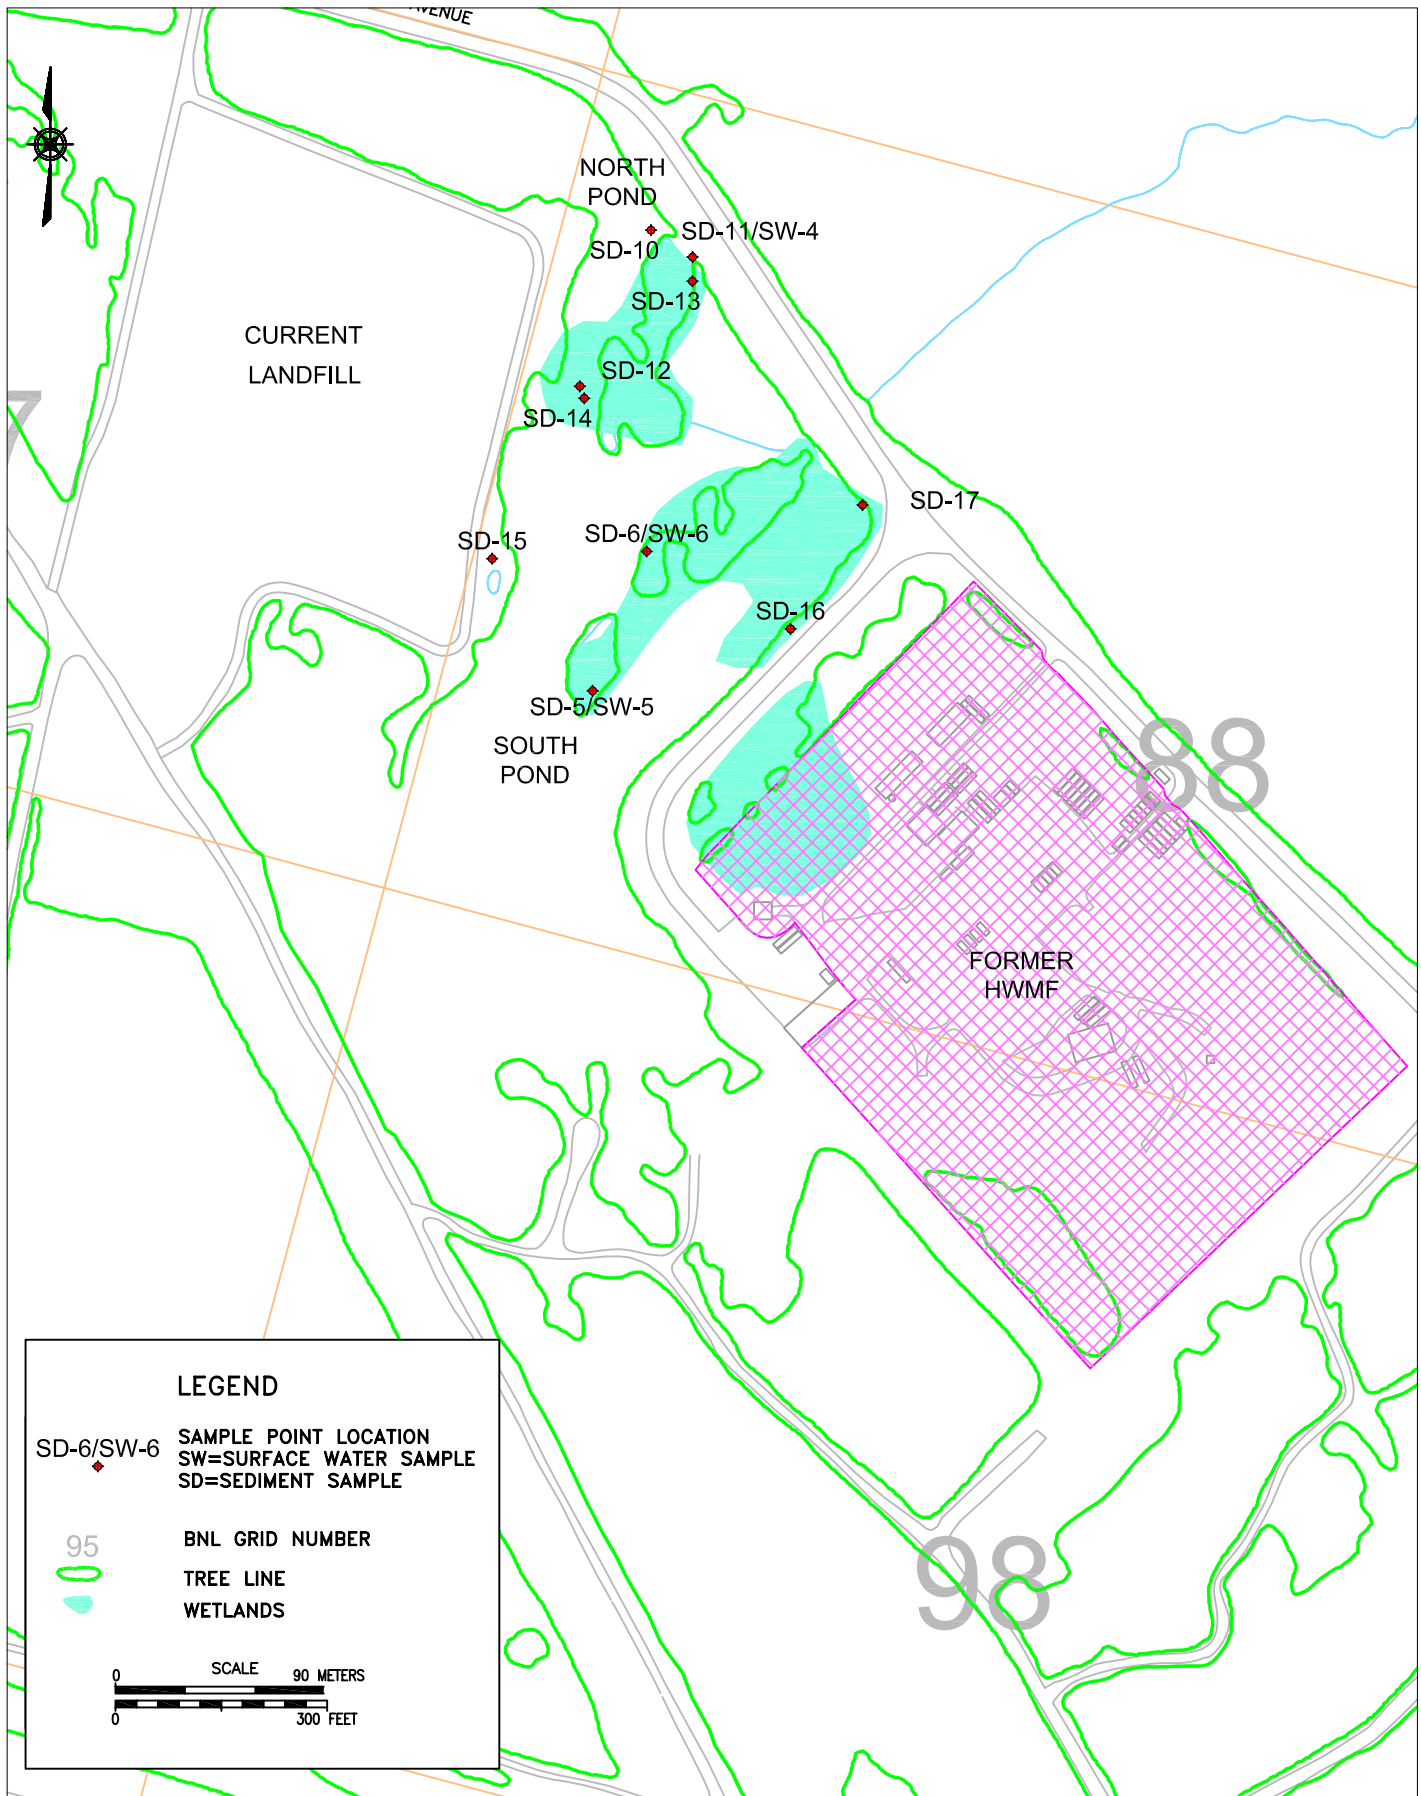 AVENUE
NORTH
POND
SD-11/SW-4
SD-10
SD-13
CURRENT
LANDFILL
SD-12
SD-14
7
SD-17
SD-6/SW-6
SD-15
SD-16
SD-5/SW-5
SOUTH
POND
88
FORMER
HWMF
LEGEND
SD-6/SW-6
SAMPLE POINT LOCATION
SW=SURFACE WATER SAMPLE
SD=SEDIMENT SAMPLE
95 BNL GRID NUMBER
TREE LINE
WETLANDS
98
SCALE
0 90 METERS
0 300 FEET